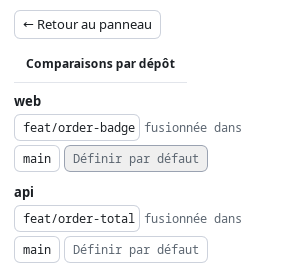 ← Retour au panneau
Comparaisons par dépôt
web
feat/order-badge fusionnée dans
main Définir par défaut
api
feat/order-total fusionnée dans
main Définir par défaut